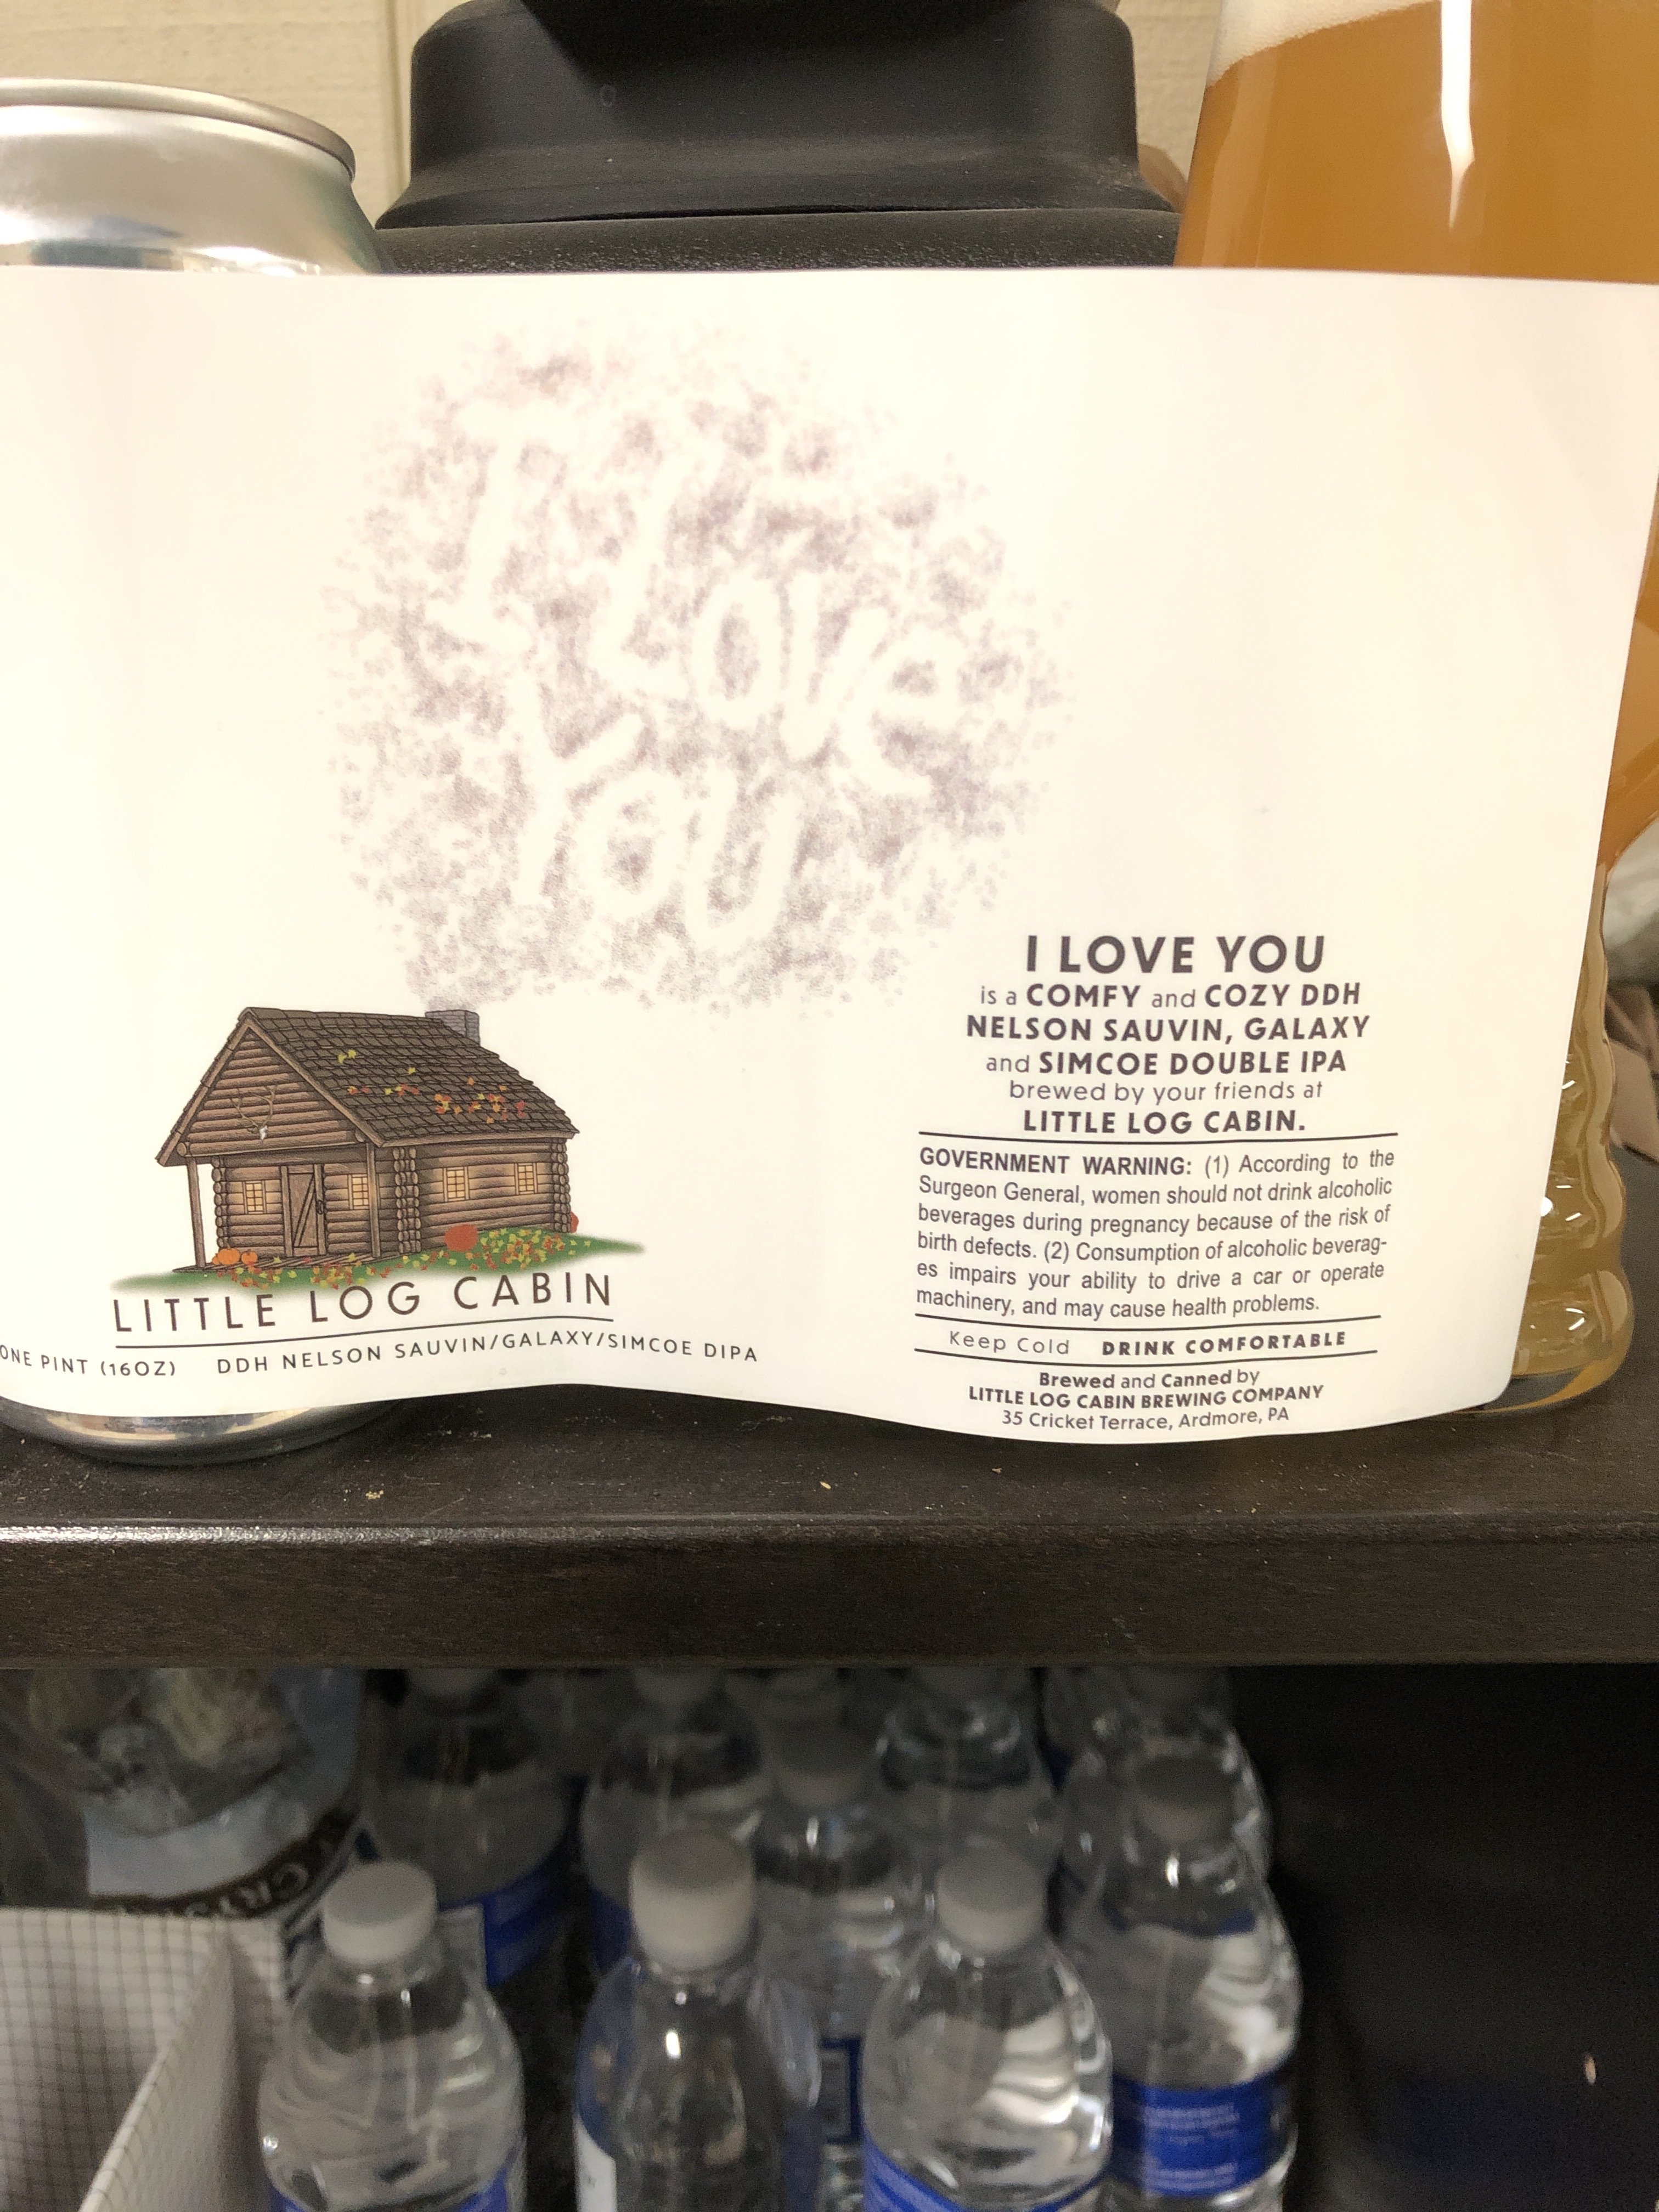 I Love
You
LITTLE LOG CABIN
ONE PINT (16OZ) DDH NELSON SAUVIN/GALAXY/SIMCOE DIPA
I LOVE YOU
is a COMFY and COZY DDH
NELSON SAUVIN, GALAXY
and SIMCOE DOUBLE IPA
brewed by your friends at
LITTLE LOG CABIN.
GOVERNMENT WARNING: (1) According to the
Surgeon General, women should not drink alcoholic
beverages during pregnancy because of the risk of
birth defects. (2) Consumption of alcoholic beverag-
es impairs your ability to drive a car or operate
machinery, and may cause health problems.
Keep Cold DRINK COMFORTABLE
Brewed and Canned by
LITTLE LOG CABIN BREWING COMPANY
35 Cricket Terrace, Ardmore, PA